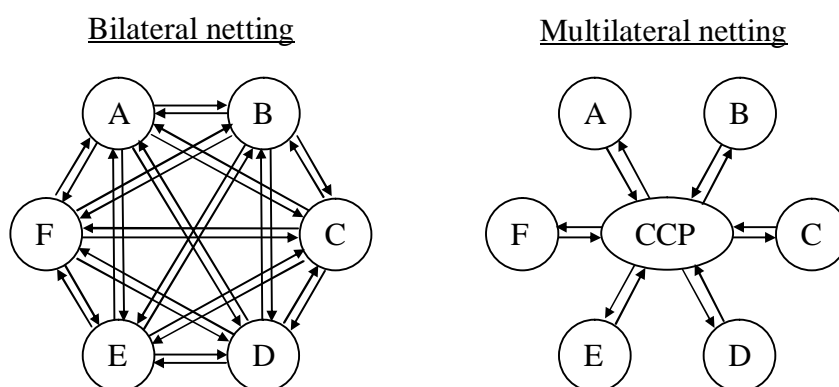 Bilateral netting
A
B
F
C
E
D
Multilateral netting
A
B
F
CCP
C
E
D